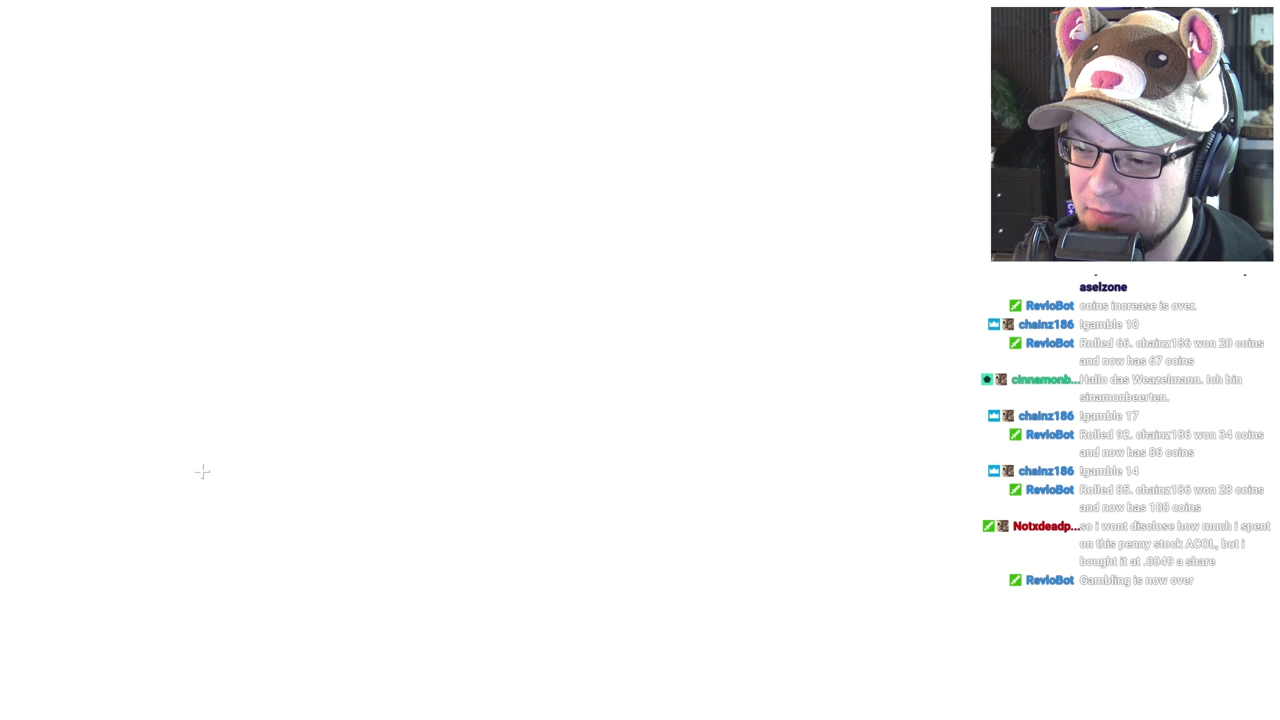 aselzone
RevloBot coins increase is over.
chainz186 !gamble 10
RevloBot Rolled 66. chainz186 won 20 coins
and now has 67 coins
cinnamonb... Hallo das Weazelmann. Ich bin
sinamonbeerten.
chainz186 !gamble 17
RevloBot Rolled 92. chainz186 won 34 coins
and now has 86 coins
chainz186 !gamble 14
RevloBot Rolled 85. chainz186 won 28 coins
and now has 100 coins
Notxdeadp... so i wont disclose how much i spent
on this penny stock ACOL, but i
bought it at .0049 a share
RevloBot Gambling is now over